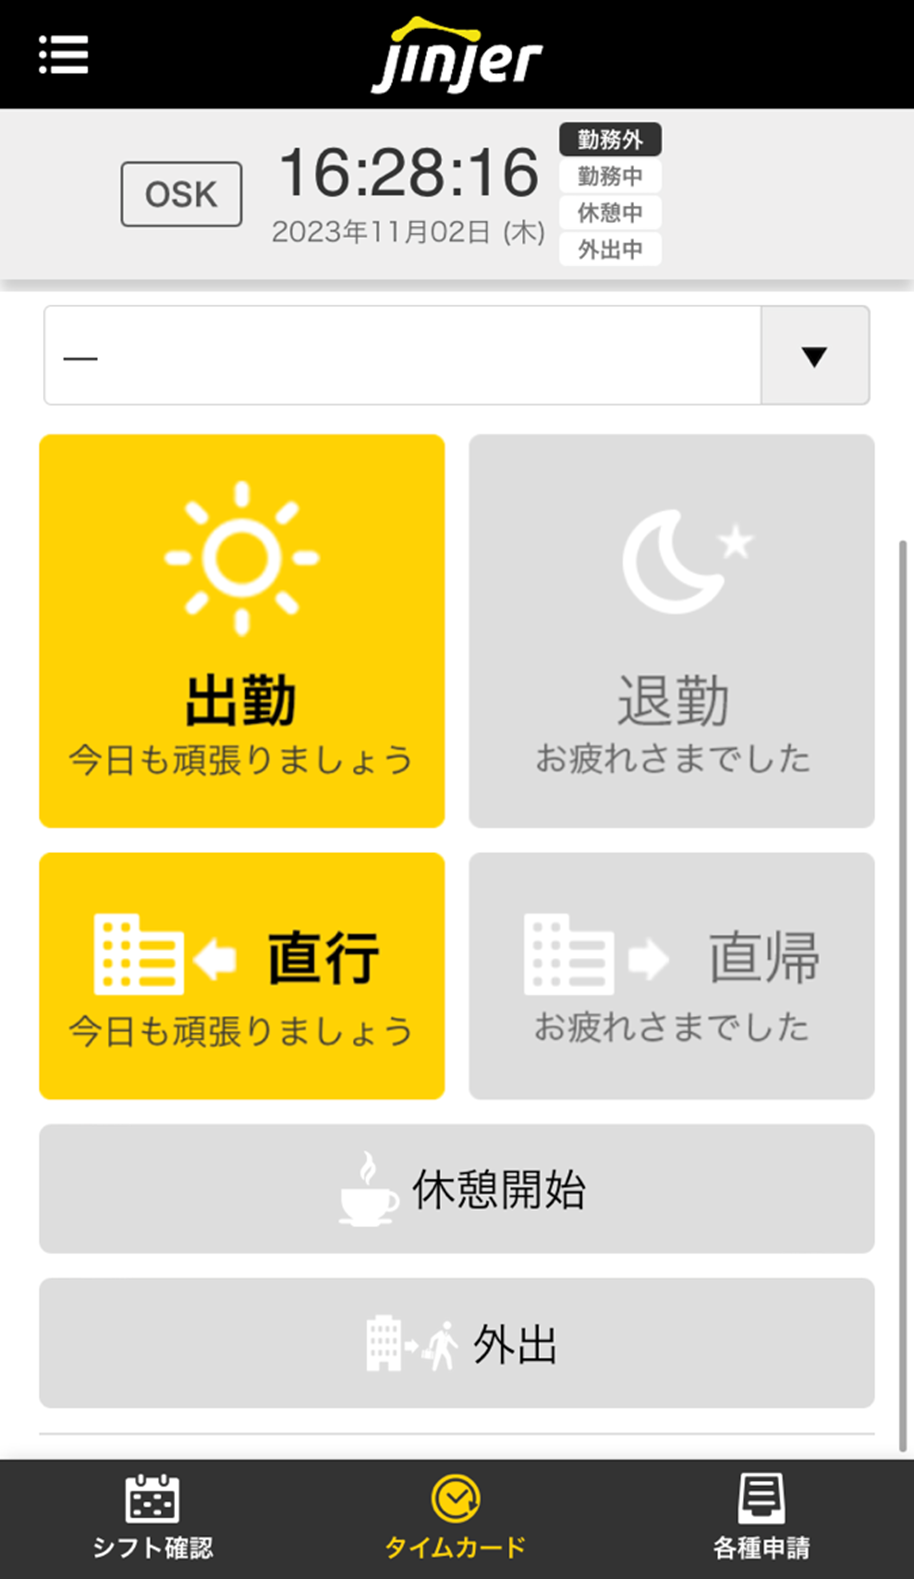 jinjer
OSK
16:28:16
2023年11月02日 (木)
勤務外
勤務中
休憩中
外出中
—
出勤
今日も頑張りましょう
退勤
お疲れさまでした
直行
今日も頑張りましょう
直帰
お疲れさまでした
休憩開始
外出
シフト確認
タイムカード
各種申請